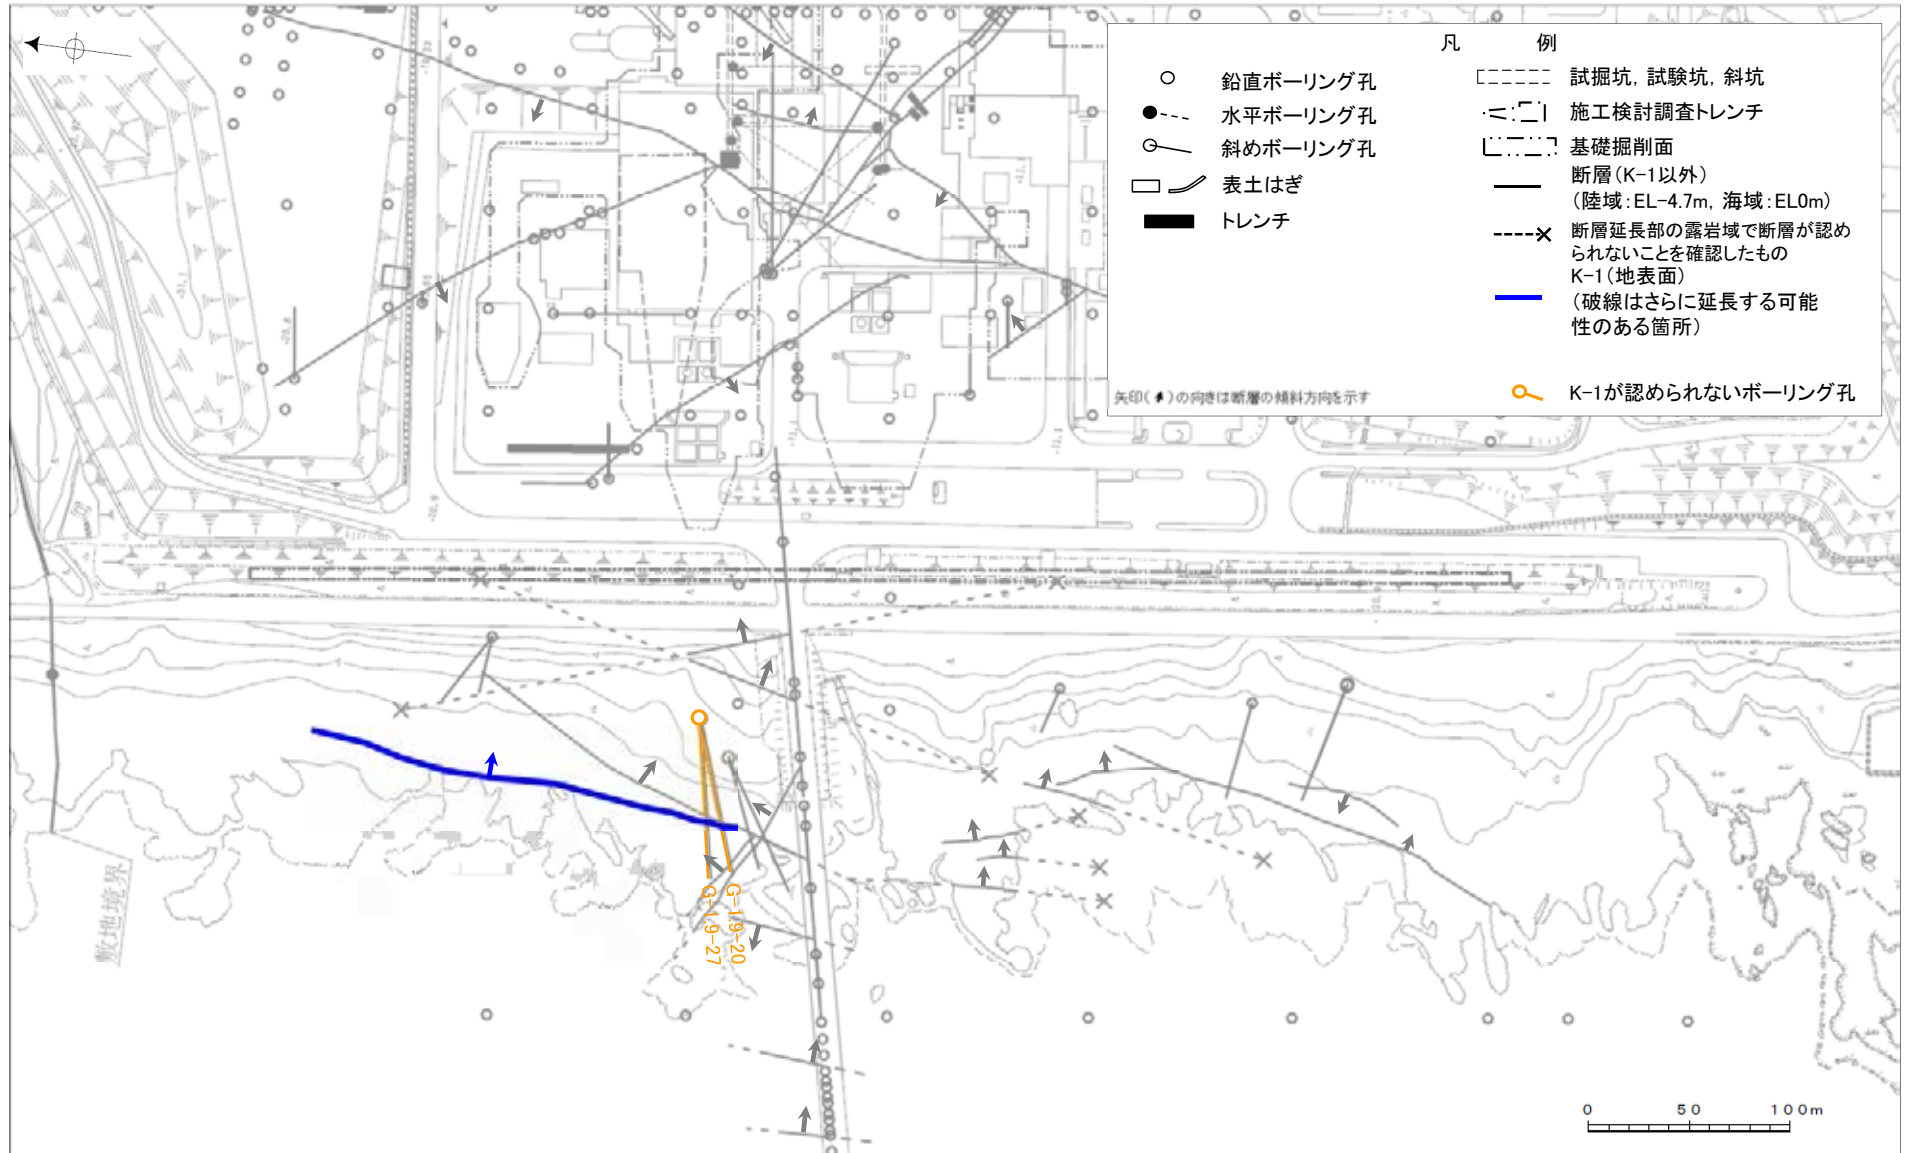 凡 例
鉛直ボーリング孔
水平ボーリング孔
斜めボーリング孔
表土はぎ
トレンチ
試掘坑，試験坑，斜坑
施工検討調査トレンチ
基礎掘削面
断層(K-1以外)
(陸域:EL-4.7m, 海域:EL0m)
断層延長部の露岩域で断層が認め
られないことを確認したもの
K-1(地表面)
(破線はさらに延長する可能
性のある箇所)
矢印( )の向きは断層の傾斜方向を示す
K-1が認められないボーリング孔
G-1.9-27
G-1.9-20
敷地境界
0 50 100m